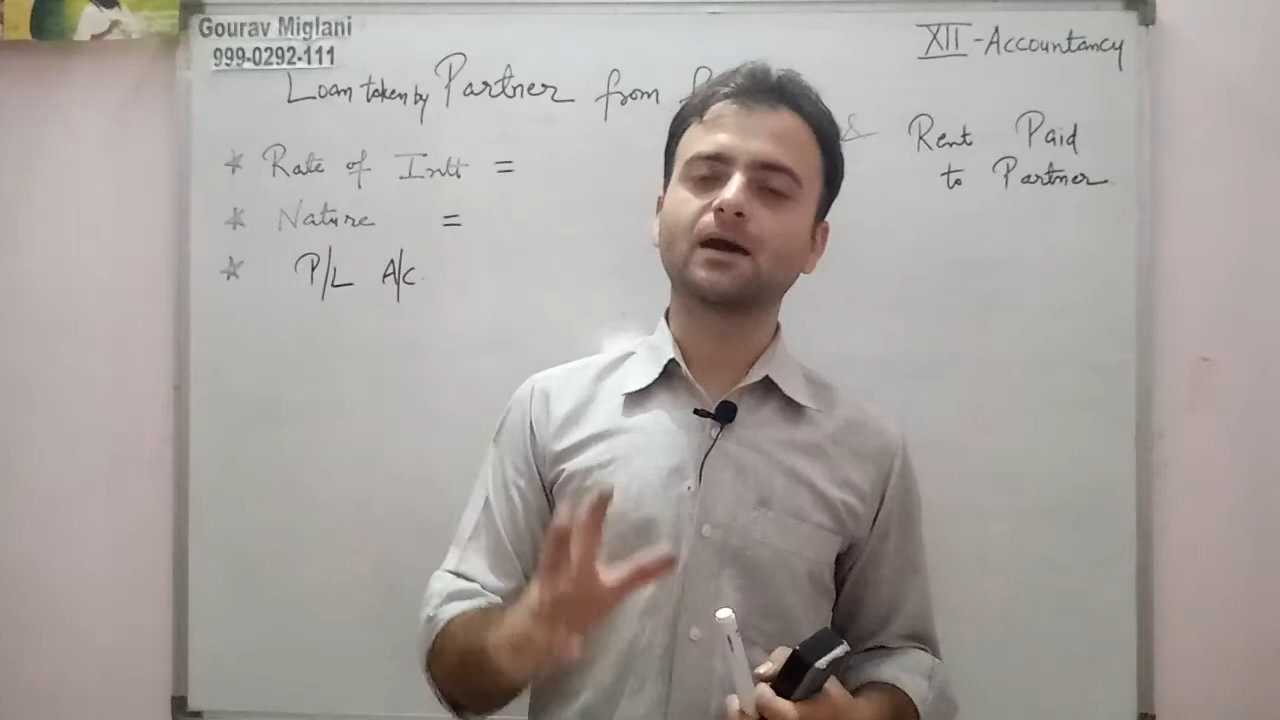 Gourav Miglani
999-0292-111
XII - Accountancy
Loan taken by Partner from
& Rent Paid
to Partner
* Rate of Intt =
* Nature =
* P/L A/c